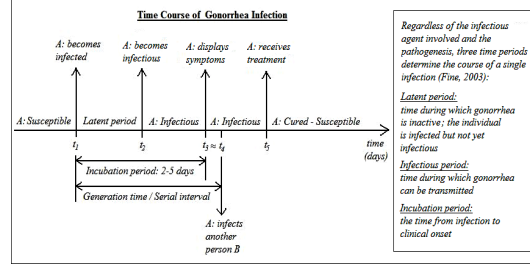 Time Course of Gonorrhea Infection
A: becomes
infected
A: becomes
infectious
A: displays
symptoms
A: receives
treatment
A: Susceptible
Latent period
A: Infectious
A: Infectious
A: Cured - Susceptible
time
(days)
t1
t2
t3 ≈ t4
t5
Incubation period: 2-5 days
Generation time / Serial interval
A: infects
another
person B
Regardless of the infectious
agent involved and the
pathogenesis, three time periods
determine the course of a single
infection (Fine, 2003):
Latent period:
time during which gonorrhea
is inactive; the individual
is infected but not yet
infectious
Infectious period:
time during which gonorrhea
can be transmitted
Incubation period:
the time from infection to
clinical onset